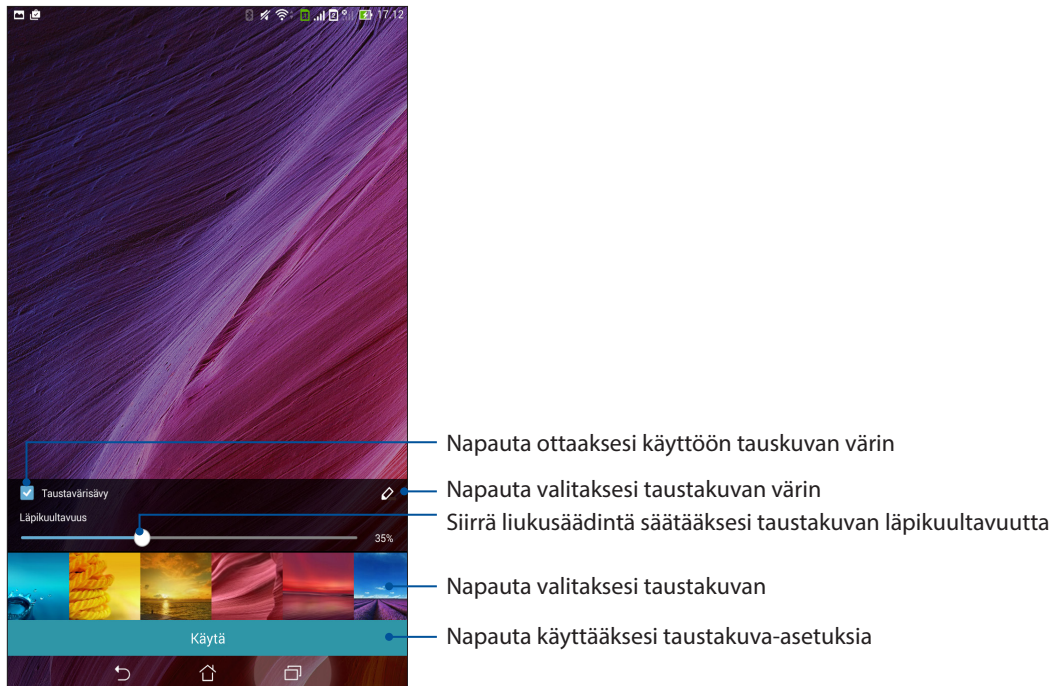 17.12
Napauta ottaaksesi käyttöön tauskuvan värin
Taustavärisävy
Napauta valitaksesi taustakuvan värin
Läpikuultavuus
Siirrä liukusäädintä säätääksesi taustakuvan läpikuultavuutta
35%
Napauta valitaksesi taustakuvan
Käytä
Napauta käyttääksesi taustakuva-asetuksia